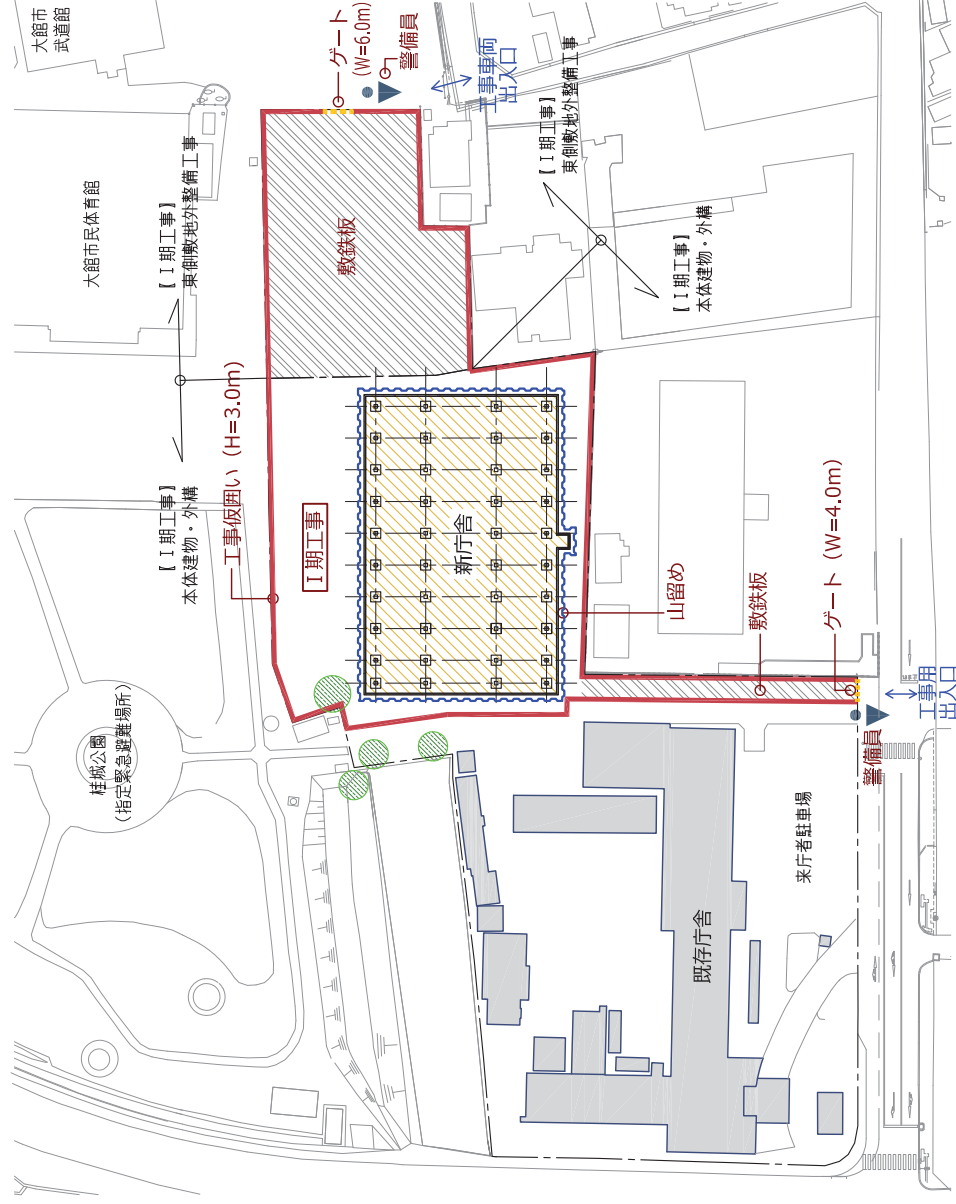 大館市
武道館
ゲート
(W=6.0m)
警備員
工事車両
出入口
【Ⅰ期工事】
東側敷地外整備工事
【Ⅰ期工事】
本体建物・外構
大館市民体育館
【Ⅰ期工事】
東側敷地外整備工事
【Ⅰ期工事】
本体建物・外構
敷鉄板
工事仮囲い (H=3.0m)
Ⅰ期工事
新庁舎
山留め
敷鉄板
ゲート (W=4.0m)
工事用
出入口
警備員
桂城公園
(指定緊急避難場所)
来庁者駐車場
既存庁舎